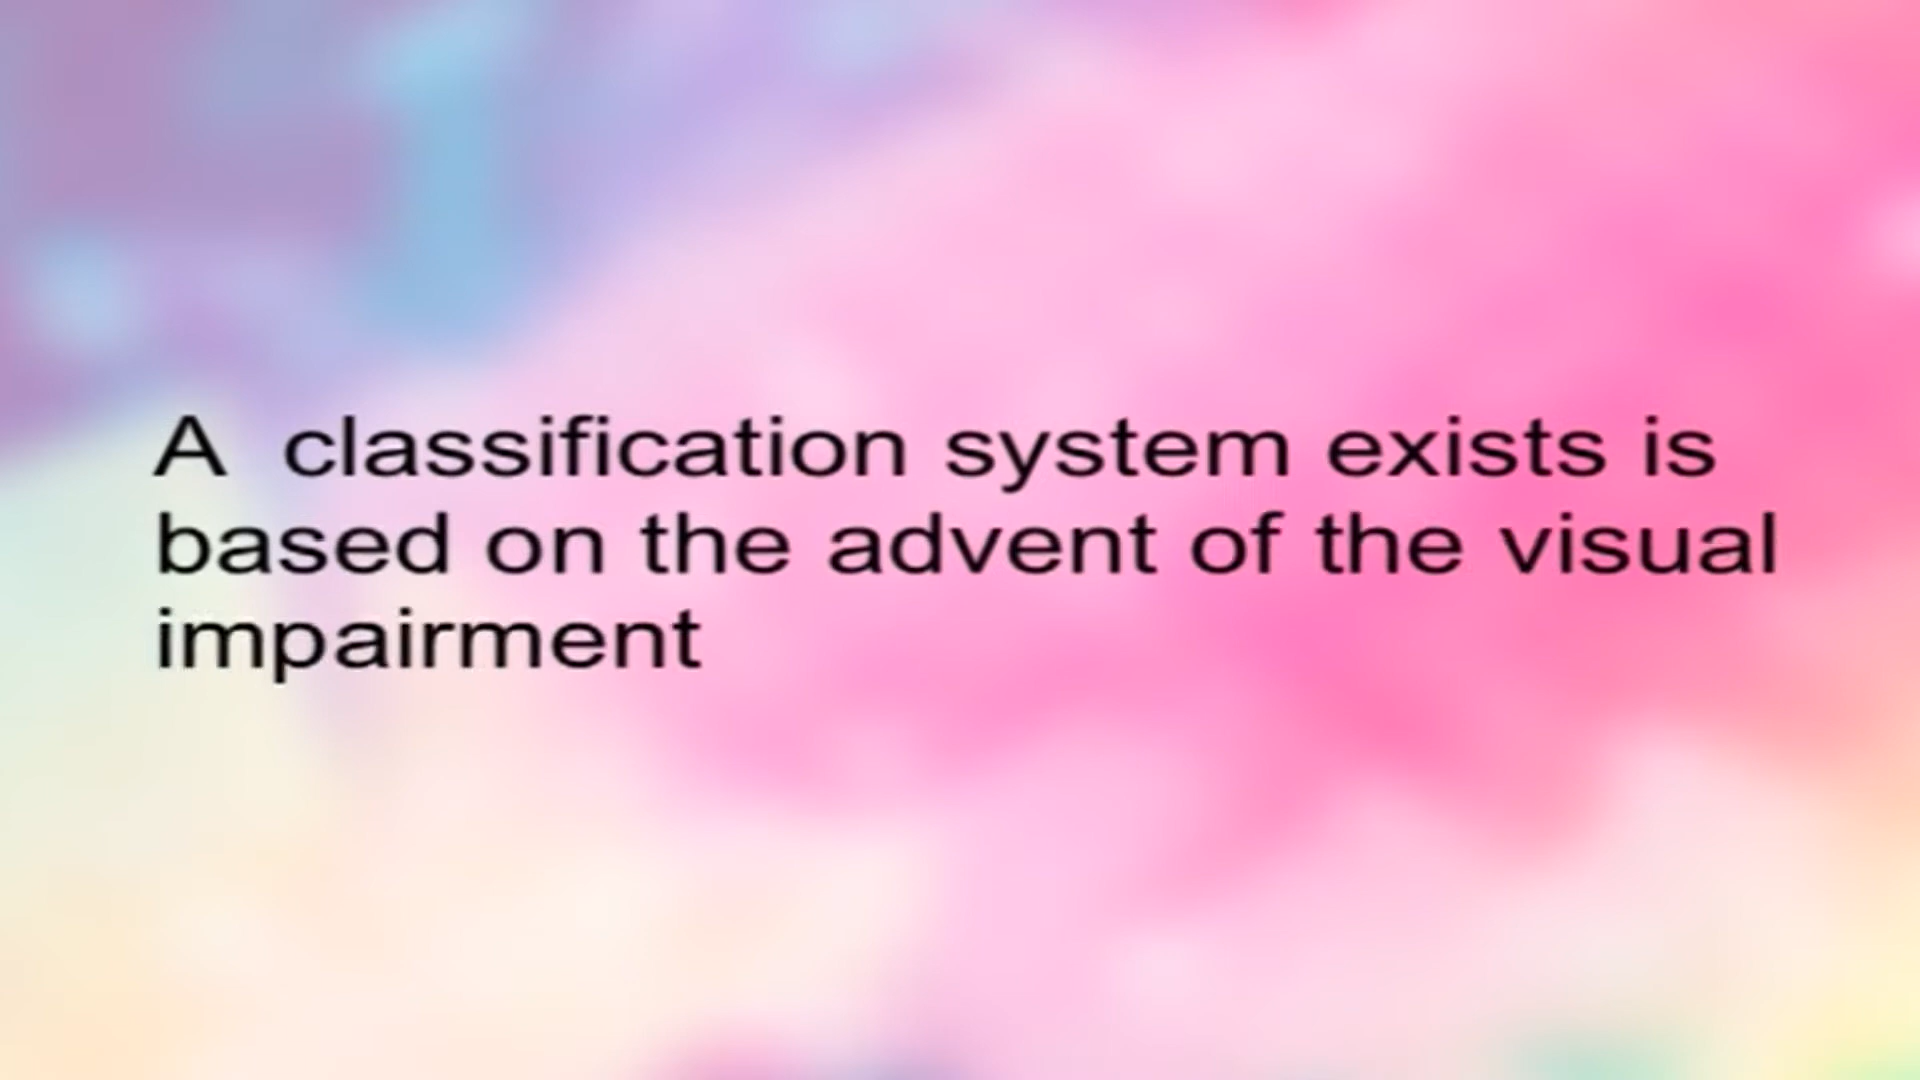 A classification system exists is
based on the advent of the visual
impairment